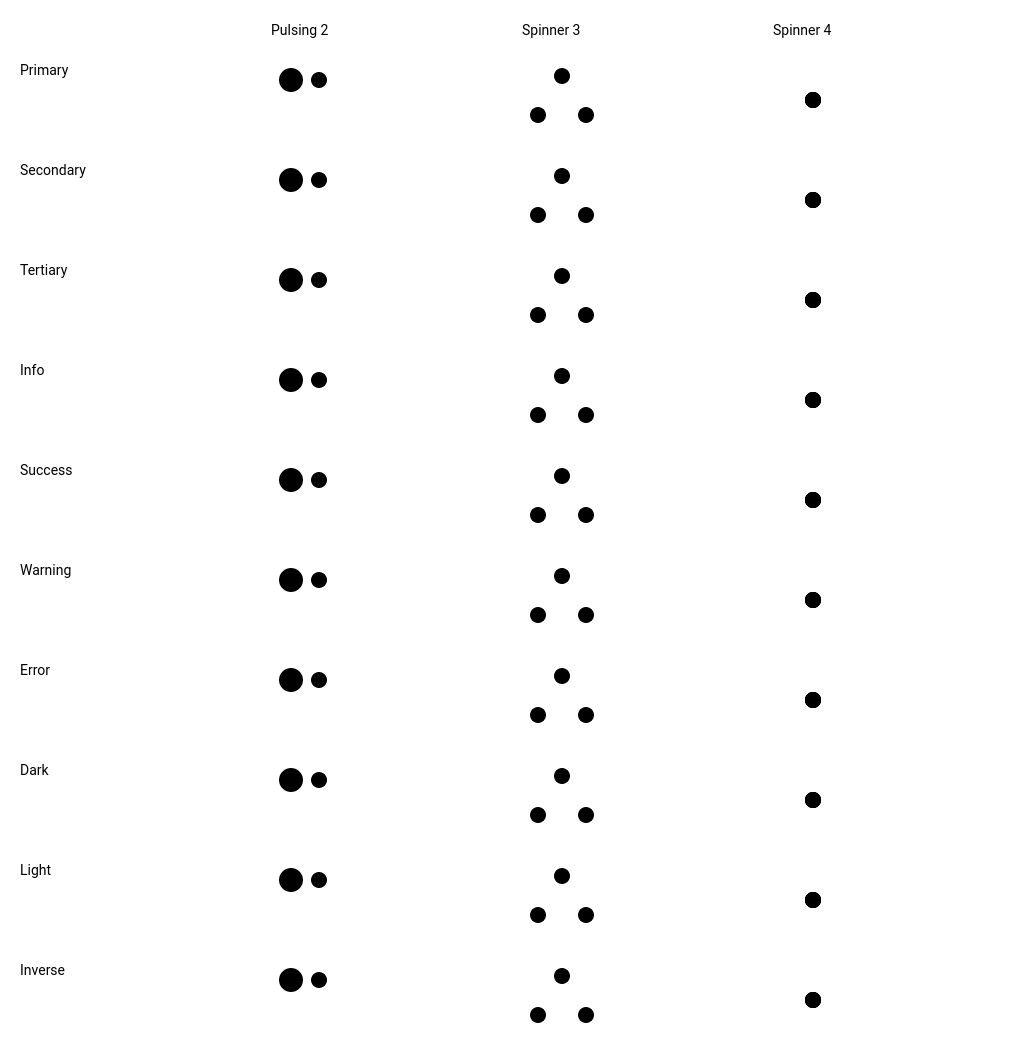 Pulsing 2 Spinner 3 Spinner 4
Primary
Secondary
Tertiary
Info
Success
Warning
Error
Dark
Light
Inverse